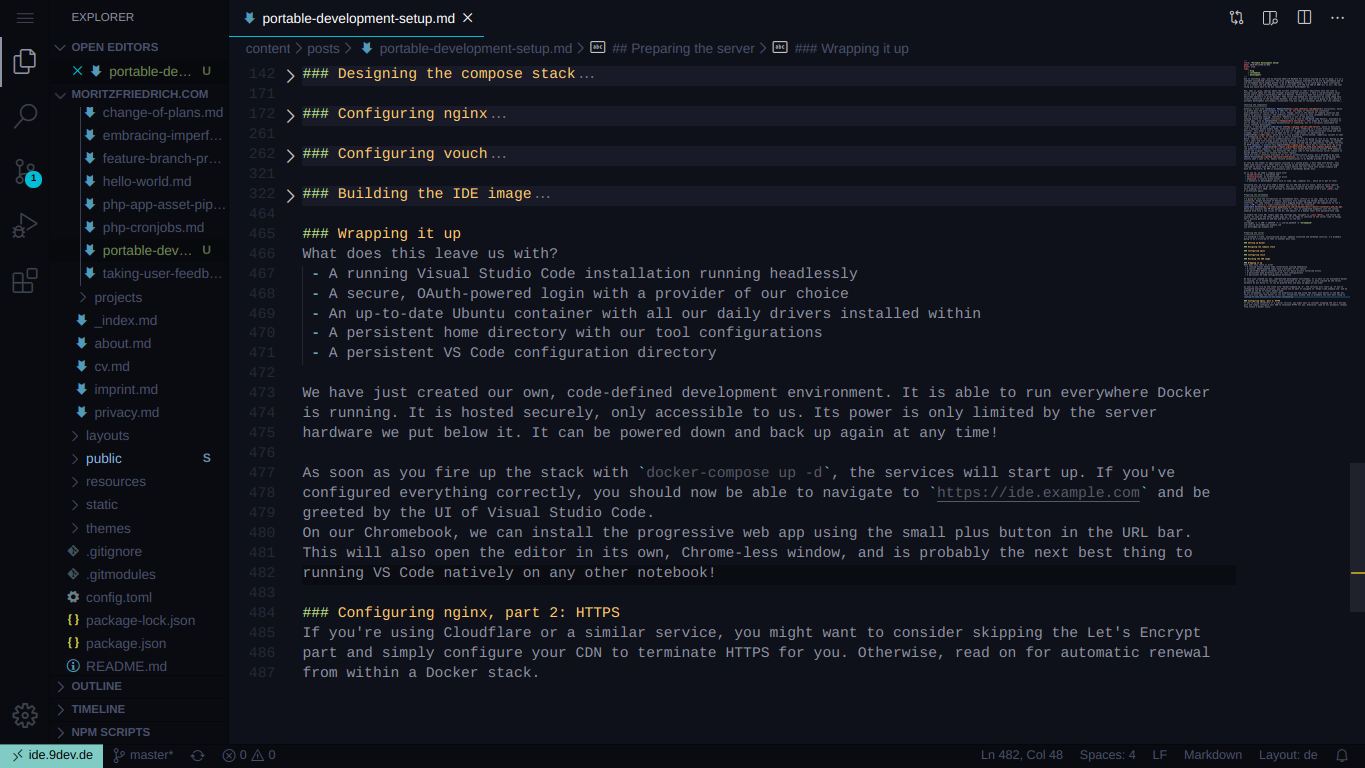 EXPLORER
OPEN EDITORS
portable-de... U
MORITZFRIEDRICH.COM
change-of-plans.md
embracing-imperf...
feature-branch-pr...
hello-world.md
php-app-asset-pip...
php-cronjobs.md
portable-dev... U
taking-user-feedb...
projects
_index.md
about.md
cv.md
imprint.md
privacy.md
layouts
public S
resources
static
themes
.gitignore
.gitmodules
config.toml
package-lock.json
package.json
README.md
OUTLINE
TIMELINE
NPM SCRIPTS
1
portable-development-setup.md
content > posts > portable-development-setup.md > abc ## Preparing the server > abc ### Wrapping it up
142 ### Designing the compose stack...
171
172 ### Configuring nginx...
261
262 ### Configuring vouch...
321
322 ### Building the IDE image...
464
465 ### Wrapping it up
466 What does this leave us with?
467 - A running Visual Studio Code installation running headlessly
468 - A secure, OAuth-powered login with a provider of our choice
469 - An up-to-date Ubuntu container with all our daily drivers installed within
470 - A persistent home directory with our tool configurations
471 - A persistent VS Code configuration directory
472
473 We have just created our own, code-defined development environment. It is able to run everywhere Docker
474 is running. It is hosted securely, only accessible to us. Its power is only limited by the server
475 hardware we put below it. It can be powered down and back up again at any time!
476
477 As soon as you fire up the stack with `docker-compose up -d`, the services will start up. If you've
478 configured everything correctly, you should now be able to navigate to `https://ide.example.com` and be
479 greeted by the UI of Visual Studio Code.
480 On our Chromebook, we can install the progressive web app using the small plus button in the URL bar.
481 This will also open the editor in its own, Chrome-less window, and is probably the next best thing to
482 running VS Code natively on any other notebook!
483
484 ### Configuring nginx, part 2: HTTPS
485 If you're using Cloudflare or a similar service, you might want to consider skipping the Let's Encrypt
486 part and simply configure your CDN to terminate HTTPS for you. Otherwise, read on for automatic renewal
487 from within a Docker stack.
ide.9dev.de master* 0 0 Ln 482, Col 48 Spaces: 4 LF Markdown Layout: de